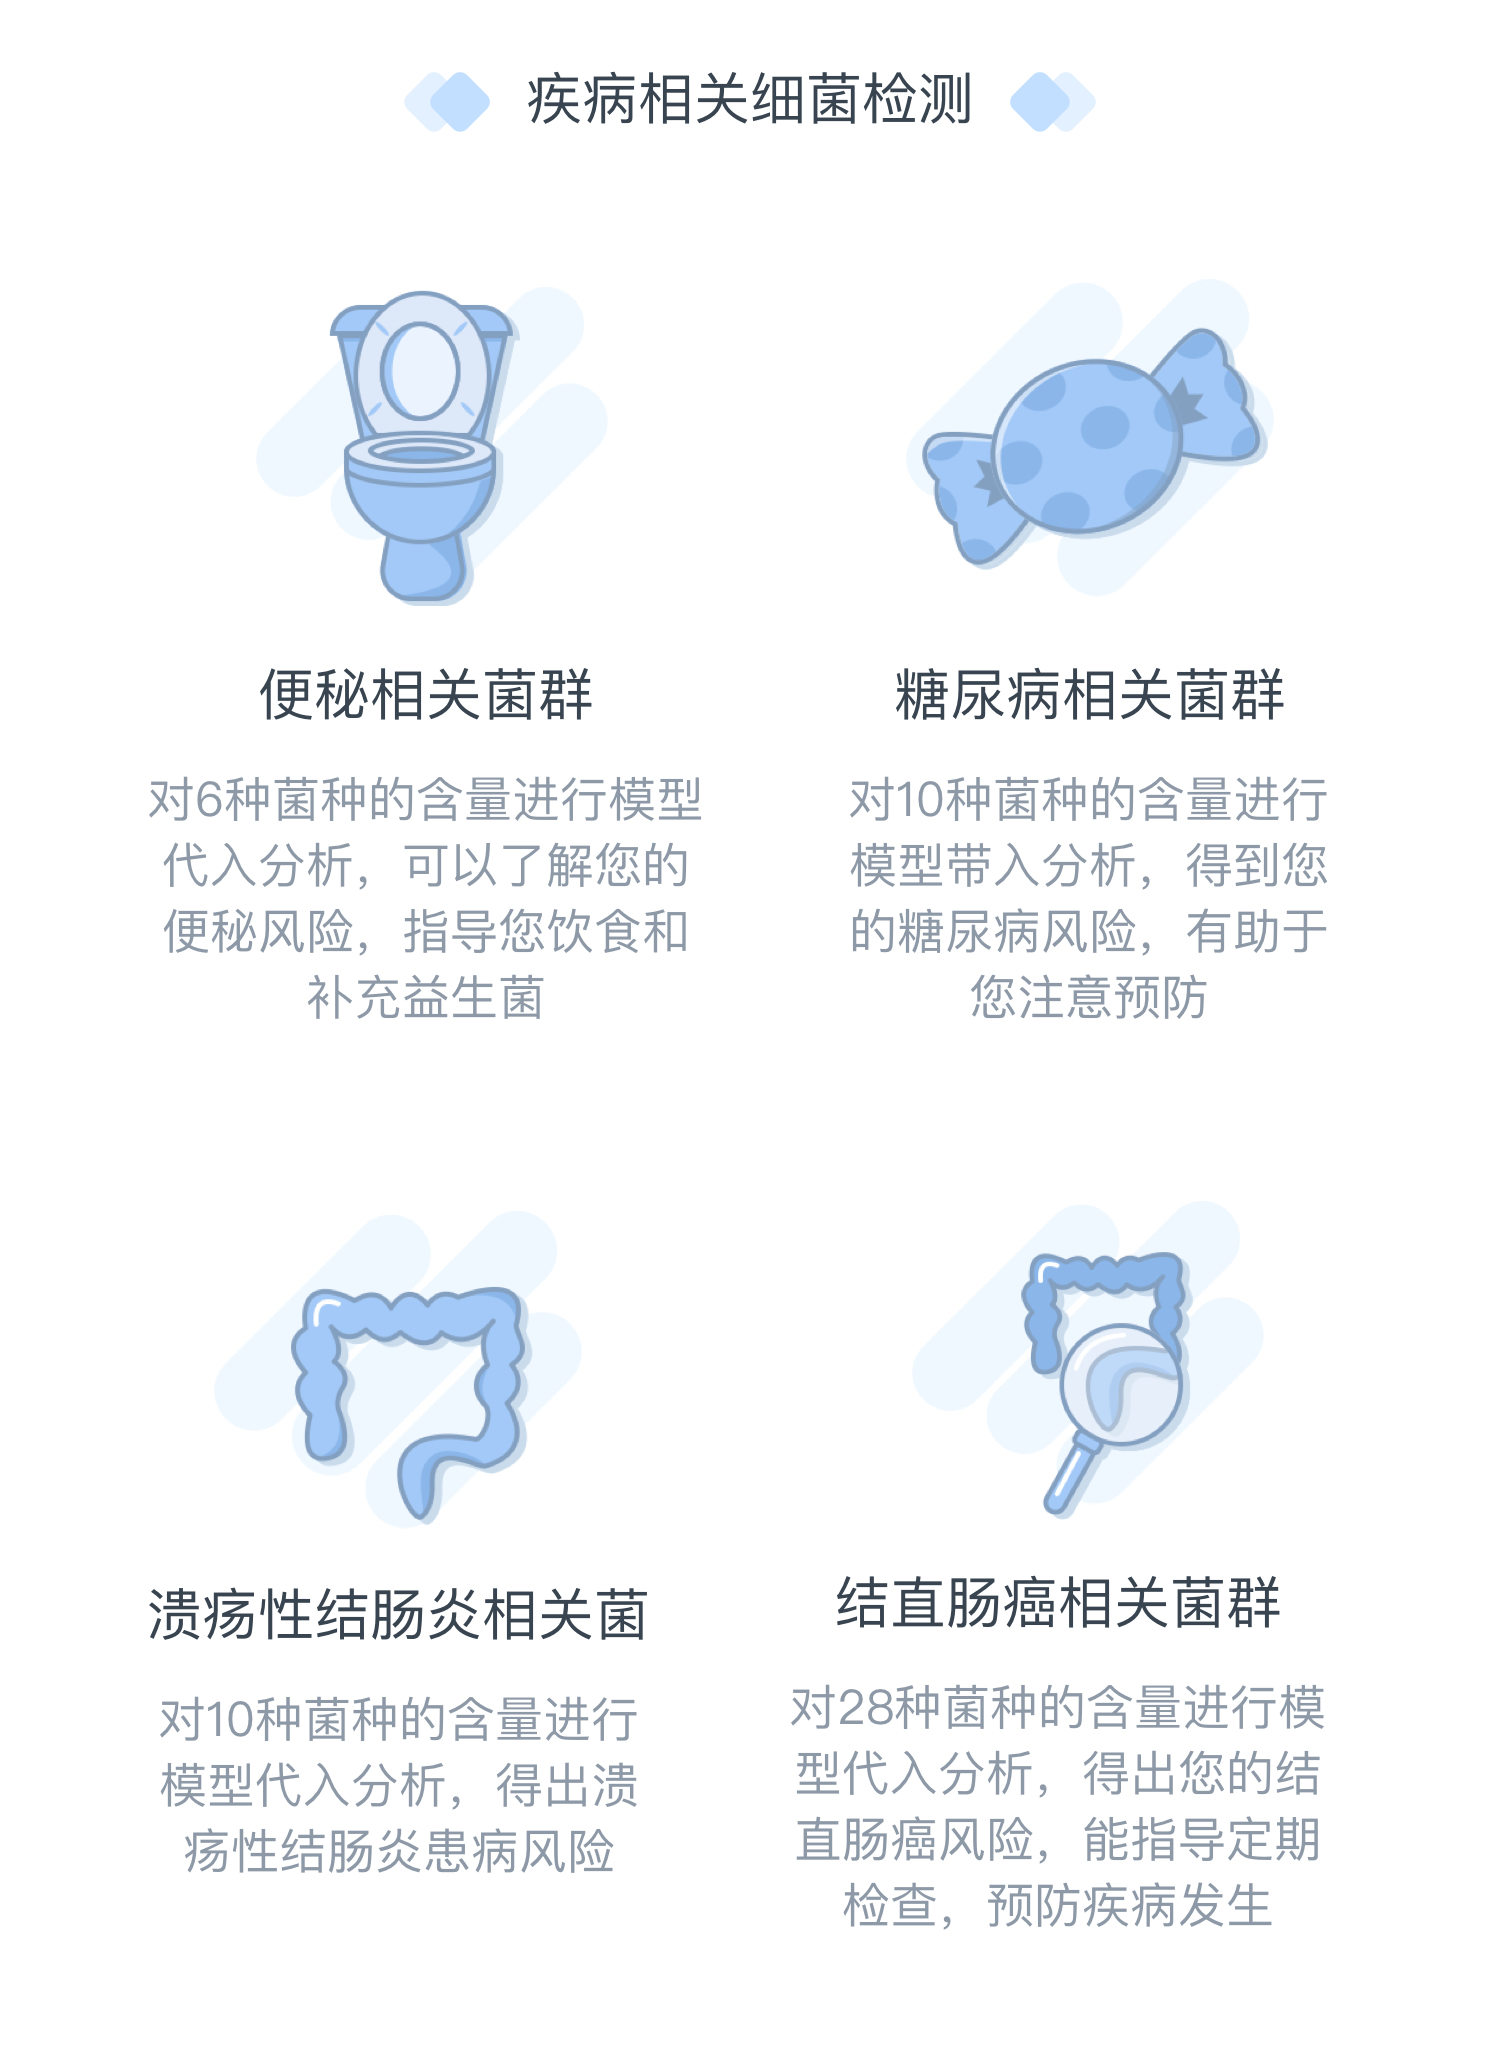 疾病相关细菌检测
便秘相关菌群
对6种菌种的含量进行模型
代入分析，可以了解您的
便秘风险，指导您饮食和
补充益生菌
糖尿病相关菌群
对10种菌种的含量进行
模型带入分析，得到您
的糖尿病风险，有助于
您注意预防
溃疡性结肠炎相关菌
对10种菌种的含量进行
模型代入分析，得出溃
疡性结肠炎患病风险
结直肠癌相关菌群
对28种菌种的含量进行模
型代入分析，得出您的结
直肠癌风险，能指导定期
检查，预防疾病发生